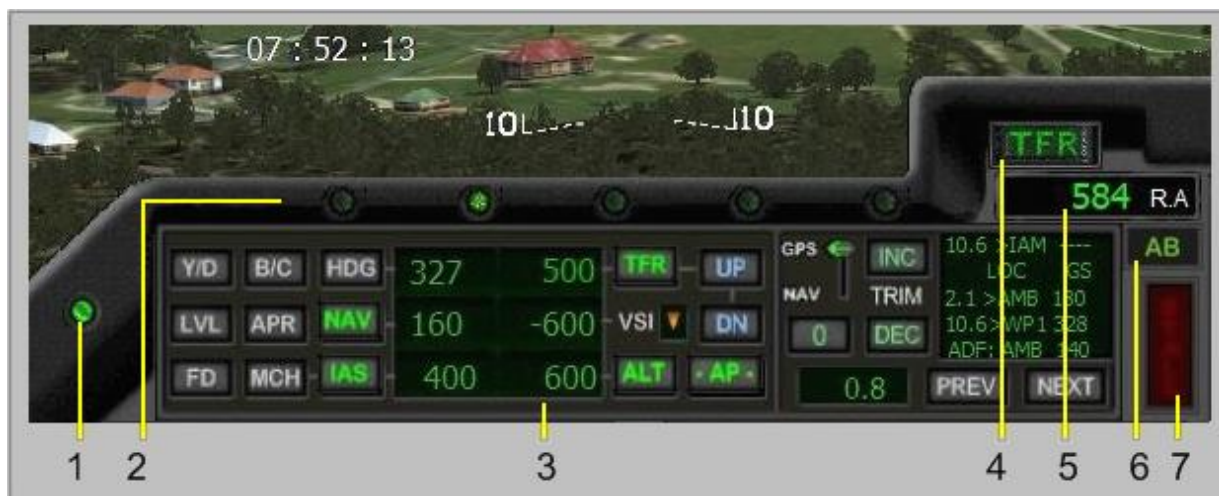 07 : 52 : 13
10 10
TFR
584 R.A
Y/D B/C HDG 327 500 TFR UP
LVL APR NAV 160 -600 VSI DN
FD MCH IAS 400 600 ALT - AP -
GPS INC
NAV TRIM
0 DEC
0.8 PREV NEXT
10.6 >IAM ----
LOC GS
2.1 >AMB 180
10.6>WP1 328
ADF: AMB 140
AB
1 2 3 4 5 6 7